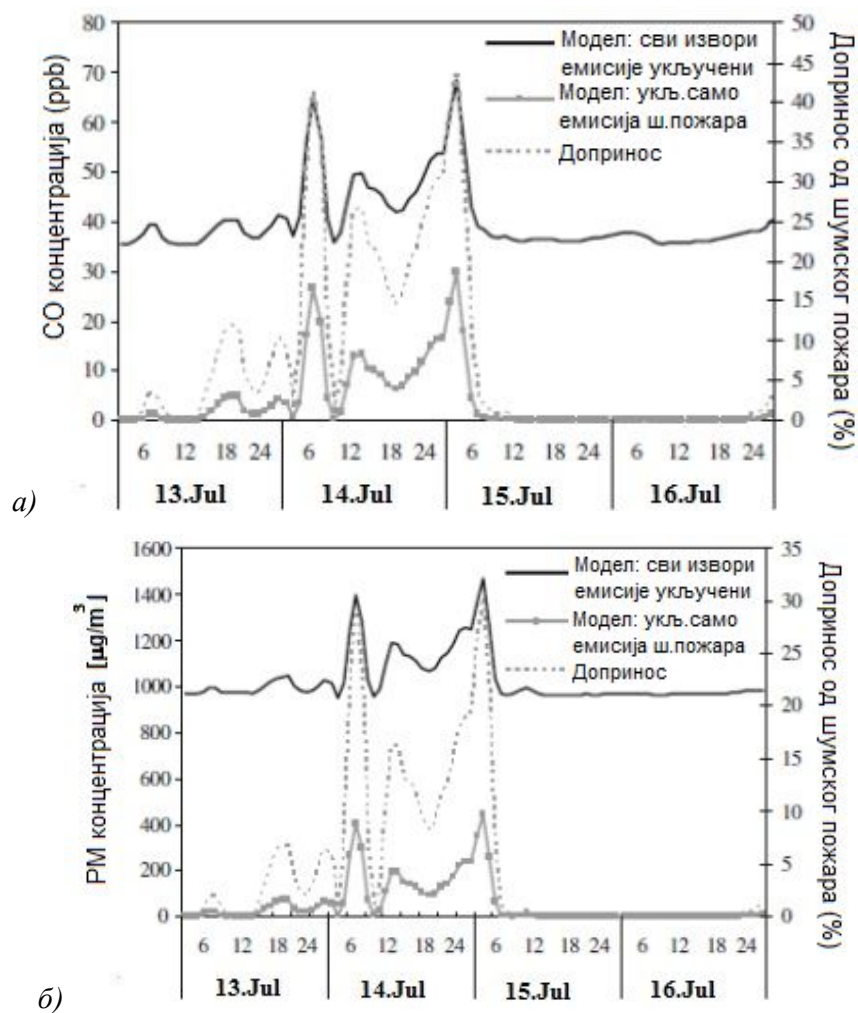 80
70
60
50
40
30
20
10
0
CO концентрација (ppb)
Модел: сви извори
емисије укључени
Модел: укљ.само
емисија ш.пожара
Допринос
50
45
40
35
30
25
20
15
10
5
0
Допринос од шумског пожара (%)
6 12 18 24 6 12 18 24 6 12 18 24 6 12 18 24
13.Jul 14.Jul 15.Jul 16.Jul
а)
1600
1400
1200
1000
800
600
400
200
0
PM концентрација [µg/m³]
Модел: сви извори
емисије укључени
Модел: укљ.само
емисија ш.пожара
Допринос
35
30
25
20
15
10
5
0
Допринос од шумског пожара (%)
6 12 18 24 6 12 18 24 6 12 18 24 6 12 18 24
13.Jul 14.Jul 15.Jul 16.Jul
б)